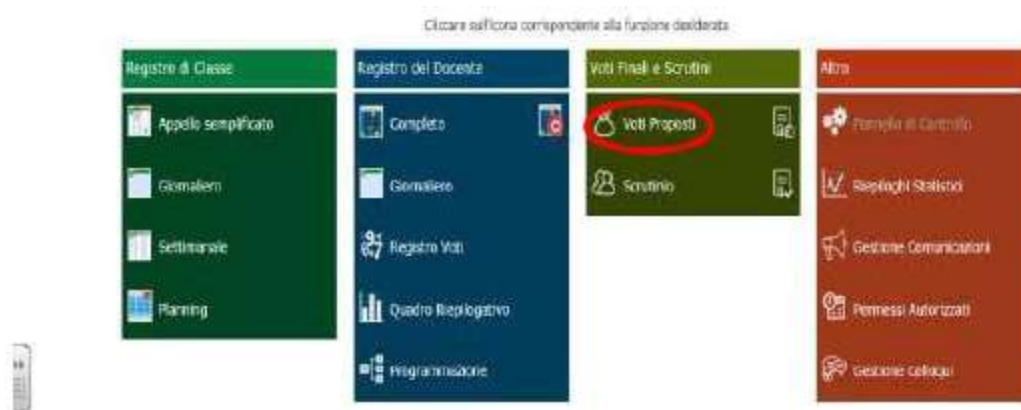 Cliccare sull'icona corrispondente alla funzione desiderata
Registro di Classe
Appello semplificato
Giornaliero
Settimanale
Planning
Registro del Docente
Completo
Giornaliero
Registro Voti
Quadro Riepilogativo
Programmazione
Voti Finali e Scrutini
Voti Proposti
Scrutinio
Altro
Pannello di Controllo
Riepiloghi Statistici
Gestione Comunicazioni
Permessi Autorizzati
Gestione Colloqui